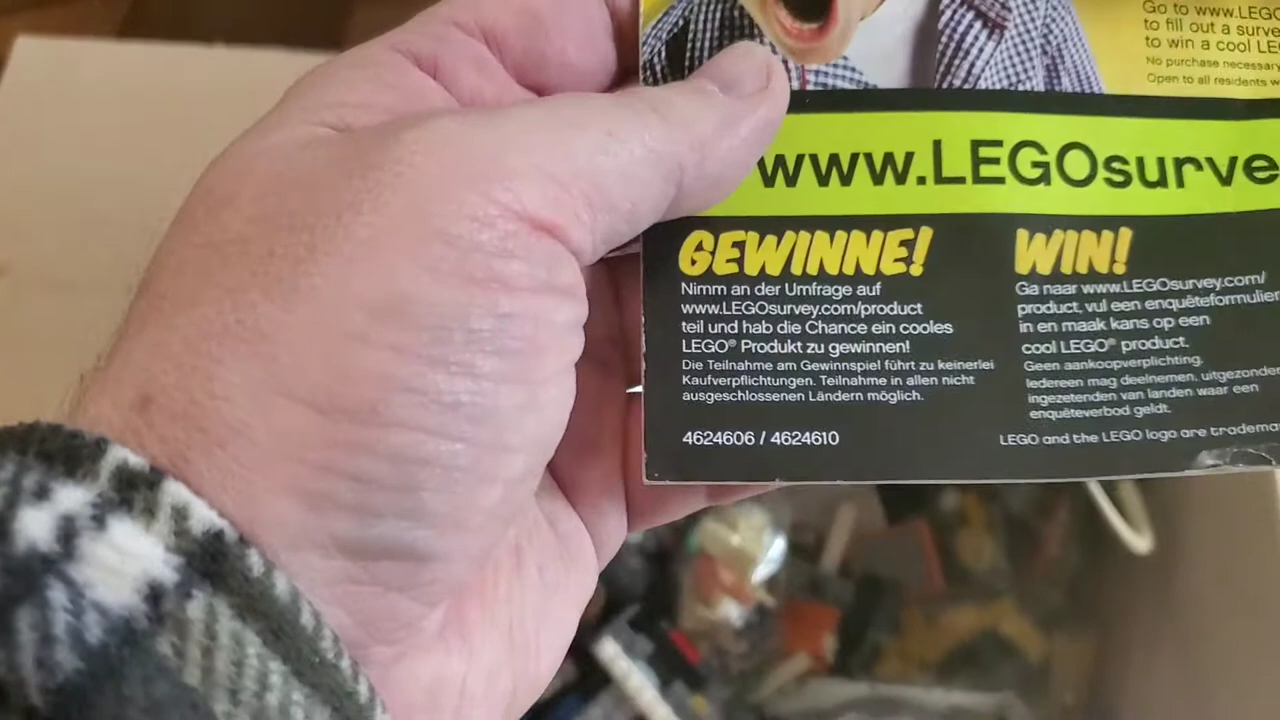 Go to www.LEGO
to fill out a surve
to win a cool LE
No purchase necessary
Open to all residents w
www.LEGOsurve
GEWINNE!
Nimm an der Umfrage auf
www.LEGOsurvey.com/product
teil und hab die Chance ein cooles
LEGO® Produkt zu gewinnen!
Die Teilnahme am Gewinnspiel führt zu keinerlei
Kaufverpflichtungen. Teilnahme in allen nicht
ausgeschlossenen Ländern möglich.
4624606 / 4624610
WIN!
Ga naar www.LEGOsurvey.com/
product, vul een enquêteformulier
in en maak kans op een
cool LEGO® product.
Geen aankoopverplichting.
Iedereen mag deelnemen, uitgezonder
ingezetenden van landen waar een
enquêteverbod geldt.
LEGO and the LEGO logo are tradema